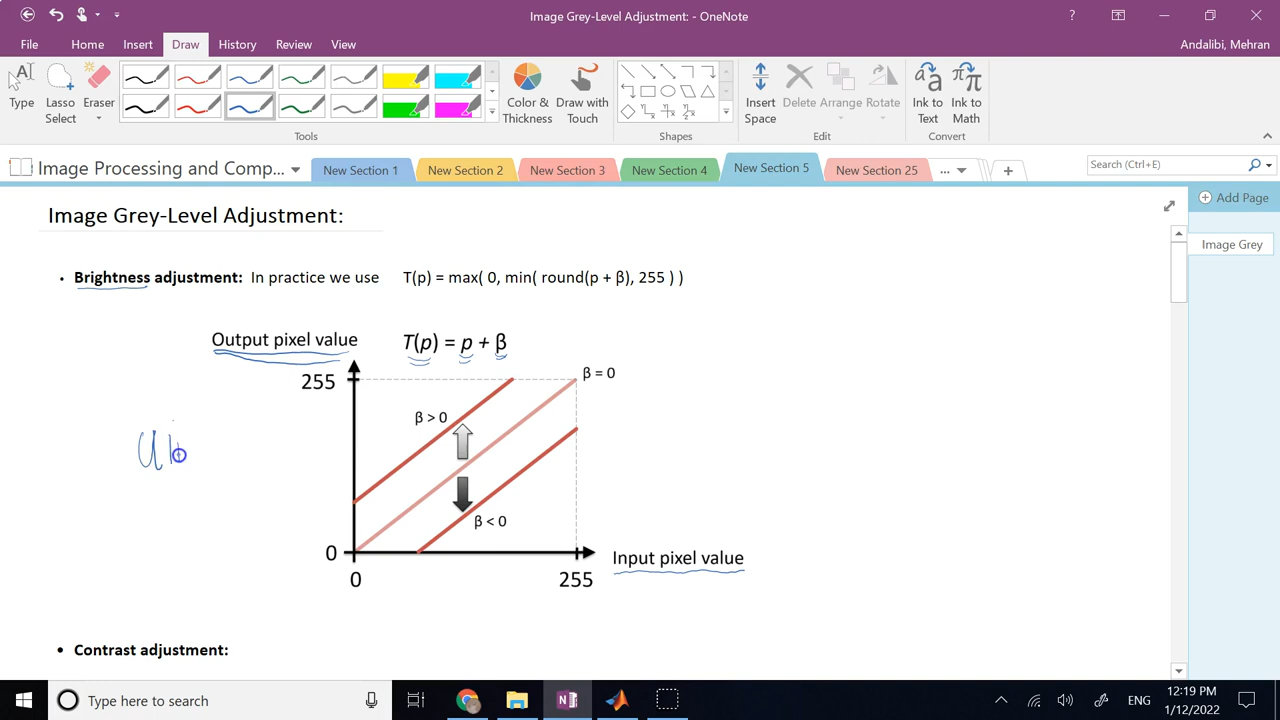 Image Grey-Level Adjustment: - OneNote
?
Andalibi, Mehran
File Home Insert Draw History Review View
Type
Lasso Select
Eraser
Color & Thickness
Draw with Touch
Insert Space
Delete
Arrange
Rotate
Ink to Text
Ink to Math
Tools
Shapes
Edit
Convert
Image Processing and Comp...
New Section 1
New Section 2
New Section 3
New Section 4
New Section 5
New Section 25
...
Search (Ctrl+E)
Add Page
Image Grey
Image Grey-Level Adjustment:
• Brightness adjustment: In practice we use T(p) = max( 0, min( round(p + β), 255 ) )
Output pixel value
T(p) = p + β
255
β = 0
β > 0
β < 0
0
Input pixel value
0
255
• Contrast adjustment:
Type here to search
ENG
12:19 PM
1/12/2022